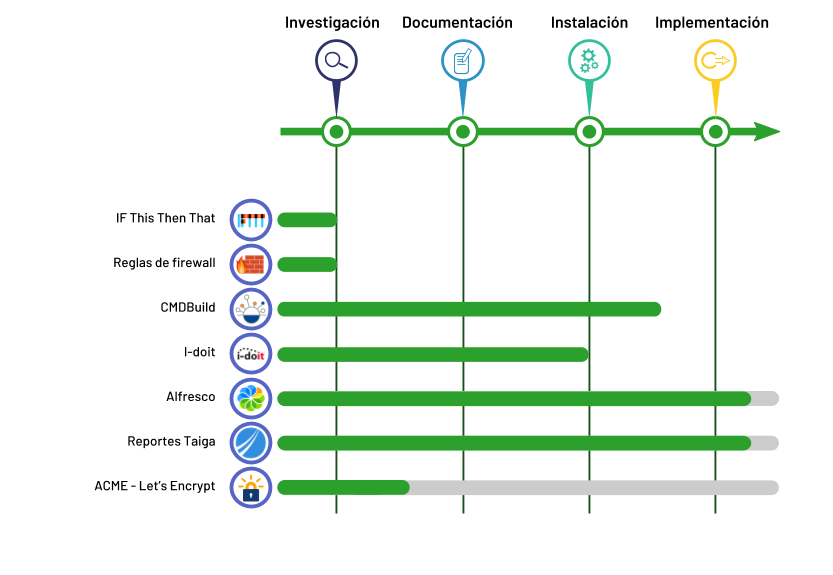 Investigación Documentación Instalación Implementación
IF This Then That
Reglas de firewall
CMDBuild
I-doit
i-doit
Alfresco
Reportes Taiga
ACME - Let's Encrypt